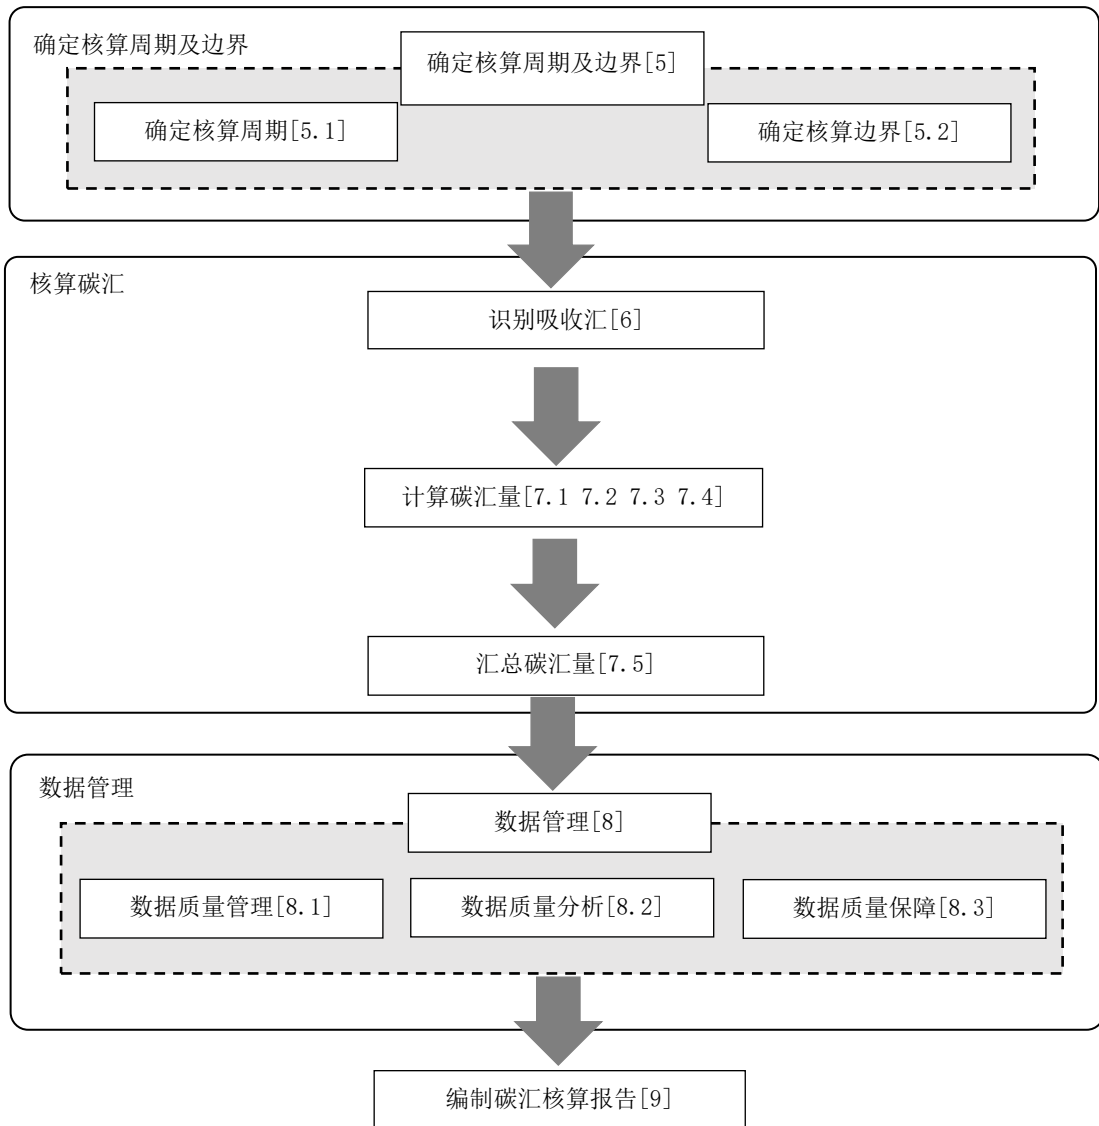 确定核算周期及边界
确定核算周期及边界[5]
确定核算周期[5.1]
确定核算边界[5.2]
核算碳汇
识别吸收汇[6]
计算碳汇量[7.1 7.2 7.3 7.4]
汇总碳汇量[7.5]
数据管理
数据管理[8]
数据质量管理[8.1]
数据质量分析[8.2]
数据质量保障[8.3]
编制碳汇核算报告[9]